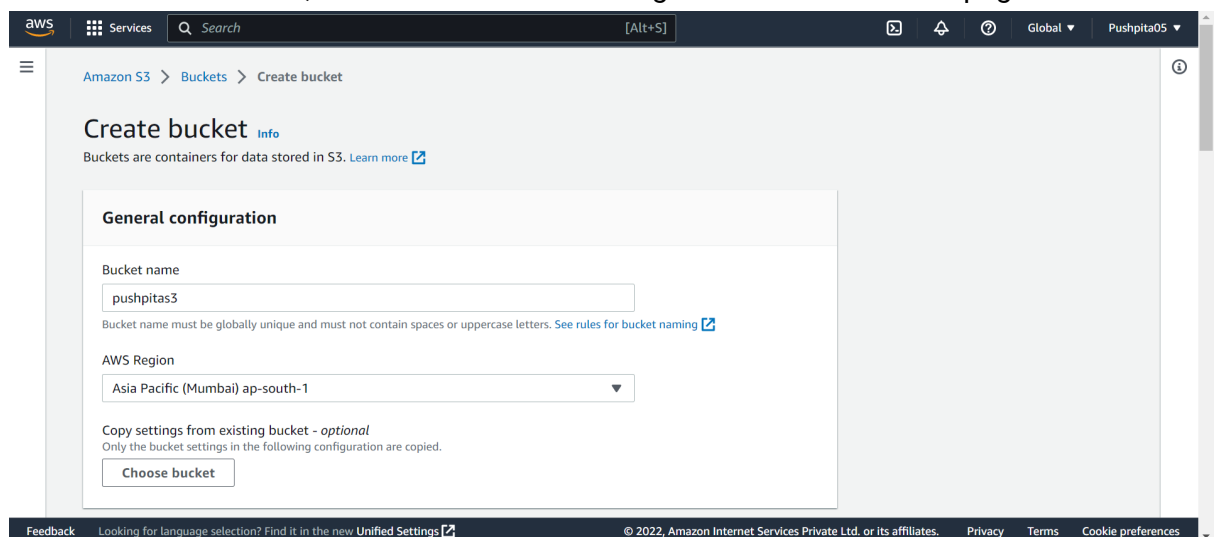 aws Services Search [Alt+S] Global ▼ Pushpita05 ▼
Amazon S3 > Buckets > Create bucket
Create bucket Info
Buckets are containers for data stored in S3. Learn more
General configuration
Bucket name
pushpitas3
Bucket name must be globally unique and must not contain spaces or uppercase letters. See rules for bucket naming
AWS Region
Asia Pacific (Mumbai) ap-south-1
Copy settings from existing bucket - optional
Only the bucket settings in the following configuration are copied.
Choose bucket
Feedback Looking for language selection? Find it in the new Unified Settings © 2022, Amazon Internet Services Private Ltd. or its affiliates. Privacy Terms Cookie preferences